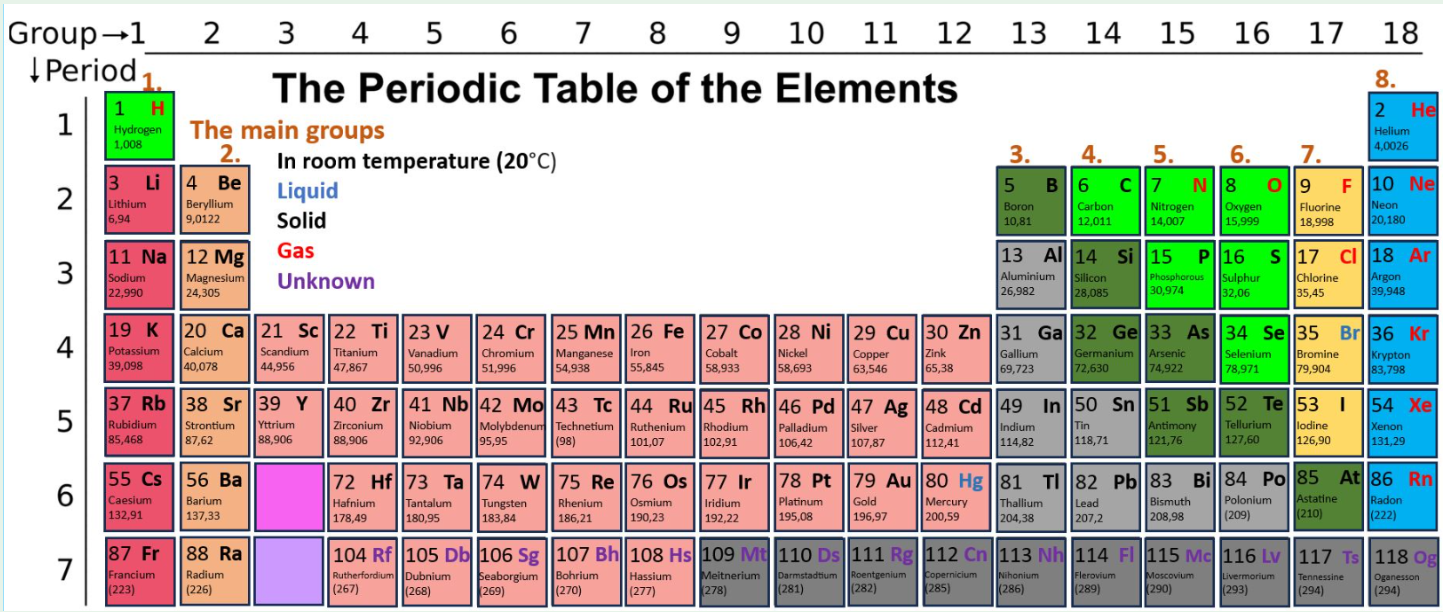 Group →1 2 3 4 5 6 7 8 9 10 11 12 13 14 15 16 17 18
↓Period
The Periodic Table of the Elements
The main groups
In room temperature (20°C)
Liquid
Solid
Gas
Unknown
1.
2.
3.
4.
5.
6.
7.
8.
1
1 H
Hydrogen
1,008
2 He
Helium
4,0026
2
3 Li
Lithium
6,94
4 Be
Beryllium
9,0122
5 B
Boron
10,81
6 C
Carbon
12,011
7 N
Nitrogen
14,007
8 O
Oxygen
15,999
9 F
Fluorine
18,998
10 Ne
Neon
20,180
3
11 Na
Sodium
22,990
12 Mg
Magnesium
24,305
13 Al
Aluminium
26,982
14 Si
Silicon
28,085
15 P
Phosphorous
30,974
16 S
Sulphur
32,06
17 Cl
Chlorine
35,45
18 Ar
Argon
39,948
4
19 K
Potassium
39,098
20 Ca
Calcium
40,078
21 Sc
Scandium
44,956
22 Ti
Titanium
47,867
23 V
Vanadium
50,996
24 Cr
Chromium
51,996
25 Mn
Manganese
54,938
26 Fe
Iron
55,845
27 Co
Cobalt
58,933
28 Ni
Nickel
58,693
29 Cu
Copper
63,546
30 Zn
Zink
65,38
31 Ga
Gallium
69,723
32 Ge
Germanium
72,630
33 As
Arsenic
74,922
34 Se
Selenium
78,971
35 Br
Bromine
79,904
36 Kr
Krypton
83,798
5
37 Rb
Rubidium
85,468
38 Sr
Strontium
87,62
39 Y
Yttrium
88,906
40 Zr
Zirconium
88,906
41 Nb
Niobium
92,906
42 Mo
Molybdenum
95,95
43 Tc
Technetium
(98)
44 Ru
Ruthenium
101,07
45 Rh
Rhodium
102,91
46 Pd
Palladium
106,42
47 Ag
Silver
107,87
48 Cd
Cadmium
112,41
49 In
Indium
114,82
50 Sn
Tin
118,71
51 Sb
Antimony
121,76
52 Te
Tellurium
127,60
53 I
Iodine
126,90
54 Xe
Xenon
131,29
6
55 Cs
Caesium
132,91
56 Ba
Barium
137,33
72 Hf
Hafnium
178,49
73 Ta
Tantalum
180,95
74 W
Tungsten
183,84
75 Re
Rhenium
186,21
76 Os
Osmium
190,23
77 Ir
Iridium
192,22
78 Pt
Platinum
195,08
79 Au
Gold
196,97
80 Hg
Mercury
200,59
81 Tl
Thallium
204,38
82 Pb
Lead
207,2
83 Bi
Bismuth
208,98
84 Po
Polonium
(209)
85 At
Astatine
(210)
86 Rn
Radon
(222)
7
87 Fr
Francium
(223)
88 Ra
Radium
(226)
104 Rf
Rutherfordium
(267)
105 Db
Dubnium
(268)
106 Sg
Seaborgium
(269)
107 Bh
Bohrium
(270)
108 Hs
Hassium
(277)
109 Mt
Meitnerium
(278)
110 Ds
Darmstadtium
(281)
111 Rg
Roentgenium
(282)
112 Cn
Copernicium
(285)
113 Nh
Nihonium
(286)
114 Fl
Flerovium
(289)
115 Mc
Moscovium
(290)
116 Lv
Livermorium
(293)
117 Ts
Tennessine
(294)
118 Og
Oganesson
(294)